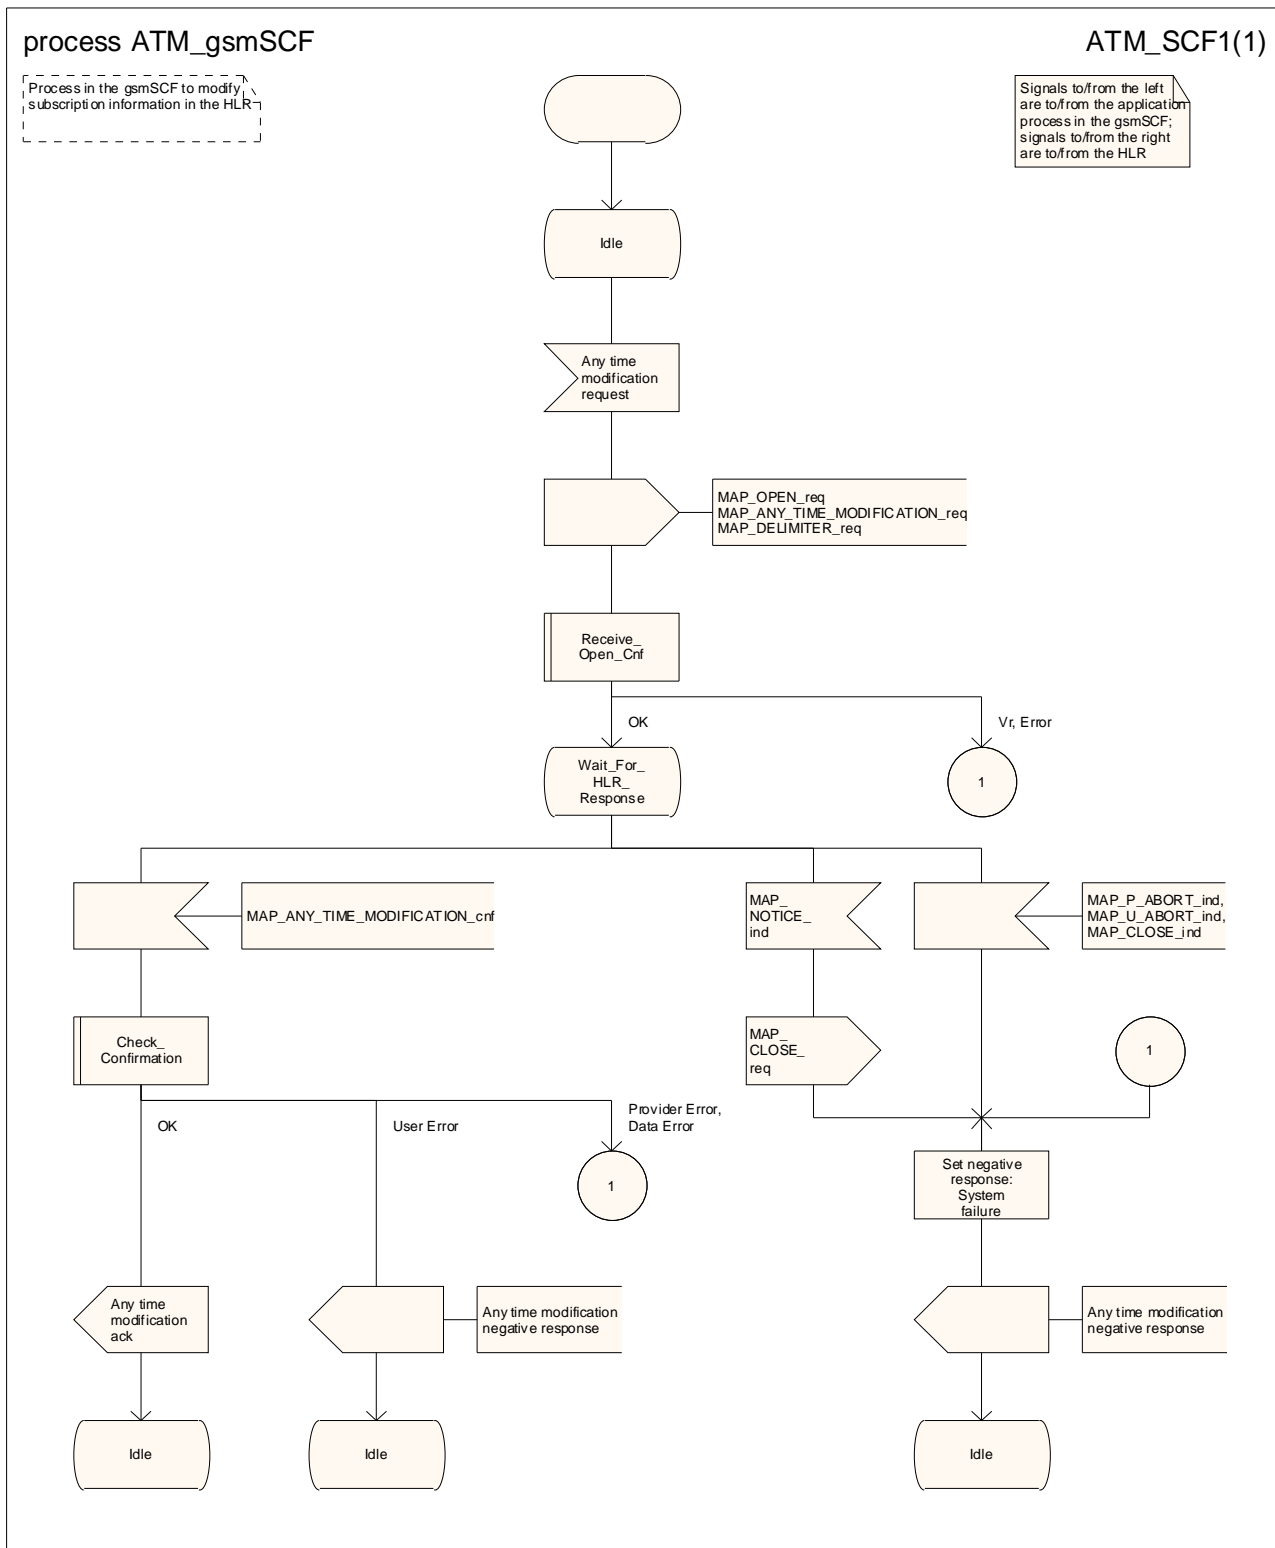 process ATM_gsmSCF
ATM_SCF1(1)
Process in the gsmSCF to modify
subscription information in the HLR
Signals to/from the left
are to/from the application
process in the gsmSCF;
signals to/from the right
are to/from the HLR
Idle
Any time
modification
request
MAP_OPEN_req
MAP_ANY_TIME_MODIFICATION_req
MAP_DELIMITER_req
Receive_
Open_Cnf
OK
Vr, Error
Wait_For_
HLR_
Response
1
MAP_ANY_TIME_MODIFICATION_cnf
MAP_
NOTICE_
ind
MAP_P_ABORT_ind,
MAP_U_ABORT_ind,
MAP_CLOSE_ind
Check_
Confirmation
MAP_
CLOSE_
req
1
OK
User Error
Provider Error,
Data Error
1
Set negative
response:
System
failure
Any time
modification
ack
Any time modification
negative response
Any time modification
negative response
Idle
Idle
Idle